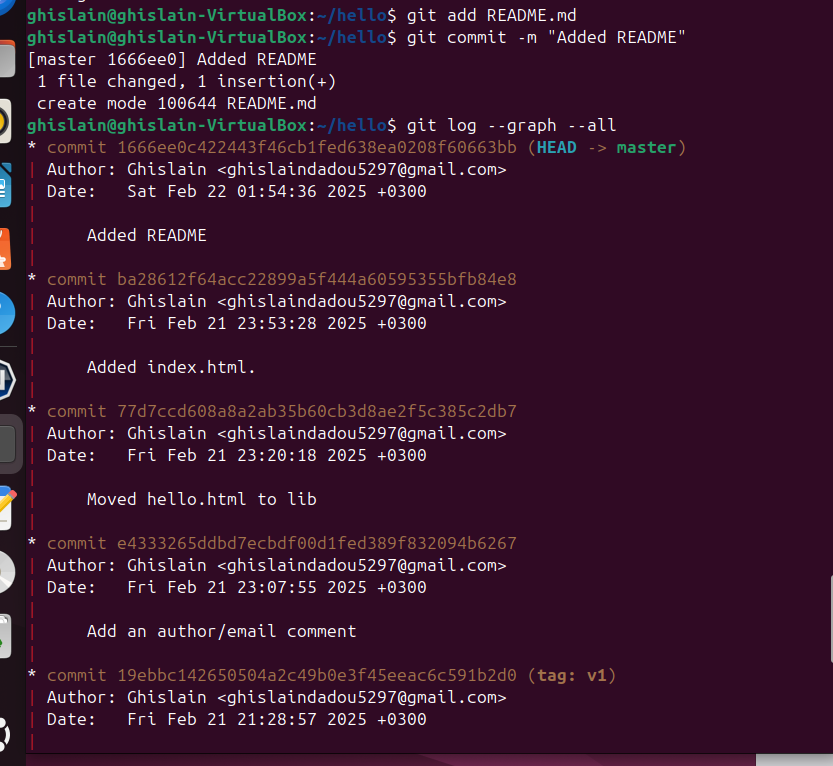 ghislain@ghislain-VirtualBox:~/hello$ git add README.md
ghislain@ghislain-VirtualBox:~/hello$ git commit -m "Added README"
[master 1666ee0] Added README
 1 file changed, 1 insertion(+)
 create mode 100644 README.md
ghislain@ghislain-VirtualBox:~/hello$ git log --graph --all
* commit 1666ee0c422443f46cb1fed638ea0208f60663bb (HEAD -> master)
| Author: Ghislain <ghislaindadou5297@gmail.com>
| Date:   Sat Feb 22 01:54:36 2025 +0300
|
|     Added README
|
* commit ba28612f64acc22899a5f444a60595355bfb84e8
| Author: Ghislain <ghislaindadou5297@gmail.com>
| Date:   Fri Feb 21 23:53:28 2025 +0300
|
|     Added index.html.
|
* commit 77d7ccd608a8a2ab35b60cb3d8ae2f5c385c2db7
| Author: Ghislain <ghislaindadou5297@gmail.com>
| Date:   Fri Feb 21 23:20:18 2025 +0300
|
|     Moved hello.html to lib
|
* commit e4333265ddbd7ecbdf00d1fed389f832094b6267
| Author: Ghislain <ghislaindadou5297@gmail.com>
| Date:   Fri Feb 21 23:07:55 2025 +0300
|
|     Add an author/email comment
|
* commit 19ebbc142650504a2c49b0e3f45eeac6c591b2d0 (tag: v1)
| Author: Ghislain <ghislaindadou5297@gmail.com>
| Date:   Fri Feb 21 21:28:57 2025 +0300
|